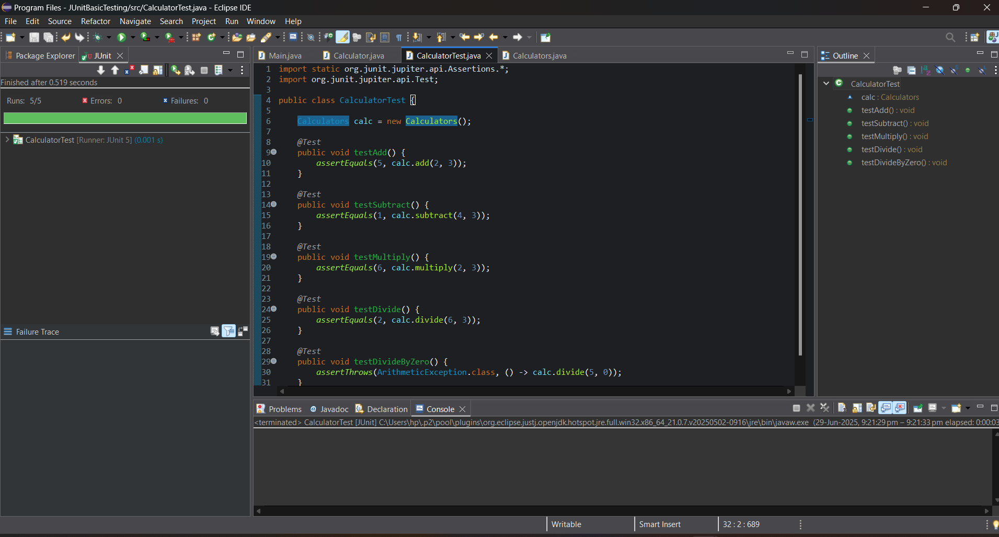 Program Files - JUnitBasicTesting/src/CalculatorTest.java - Eclipse IDE
File Edit Source Refactor Navigate Search Project Run Window Help
Package Explorer
JUnit
Finished after 0.519 seconds
Runs: 5/5
Errors: 0
Failures: 0
CalculatorTest [Runner: JUnit 5] (0.001 s)
Failure Trace
Main.java
Calculator.java
CalculatorTest.java
Calculators.java
1 import static org.junit.jupiter.api.Assertions.*;
2 import org.junit.jupiter.api.Test;
3
4 public class CalculatorTest {
5
6 Calculators calc = new Calculators();
7
8 @Test
9 public void testAdd() {
10 assertEquals(5, calc.add(2, 3));
11 }
12
13 @Test
14 public void testSubtract() {
15 assertEquals(1, calc.subtract(4, 3));
16 }
17
18 @Test
19 public void testMultiply() {
20 assertEquals(6, calc.multiply(2, 3));
21 }
22
23 @Test
24 public void testDivide() {
25 assertEquals(2, calc.divide(6, 3));
26 }
27
28 @Test
29 public void testDivideByZero() {
30 assertThrows(ArithmeticException.class, () -> calc.divide(5, 0));
31 }
Outline
CalculatorTest
calc : Calculators
testAdd() : void
testSubtract() : void
testMultiply() : void
testDivide() : void
testDivideByZero() : void
Problems
Javadoc
Declaration
Console
<terminated> CalculatorTest [JUnit] C:\Users\hp\.p2\pool\plugins\org.eclipse.justj.openjdk.hotspot.jre.full.win32.x86_64_21.0.7.v20250502-0916\jre\bin\javaw.exe (29-Jun-2025, 9:21:29 pm – 9:21:33 pm elapsed: 0:00:03
Writable
Smart Insert
32 : 2 : 689